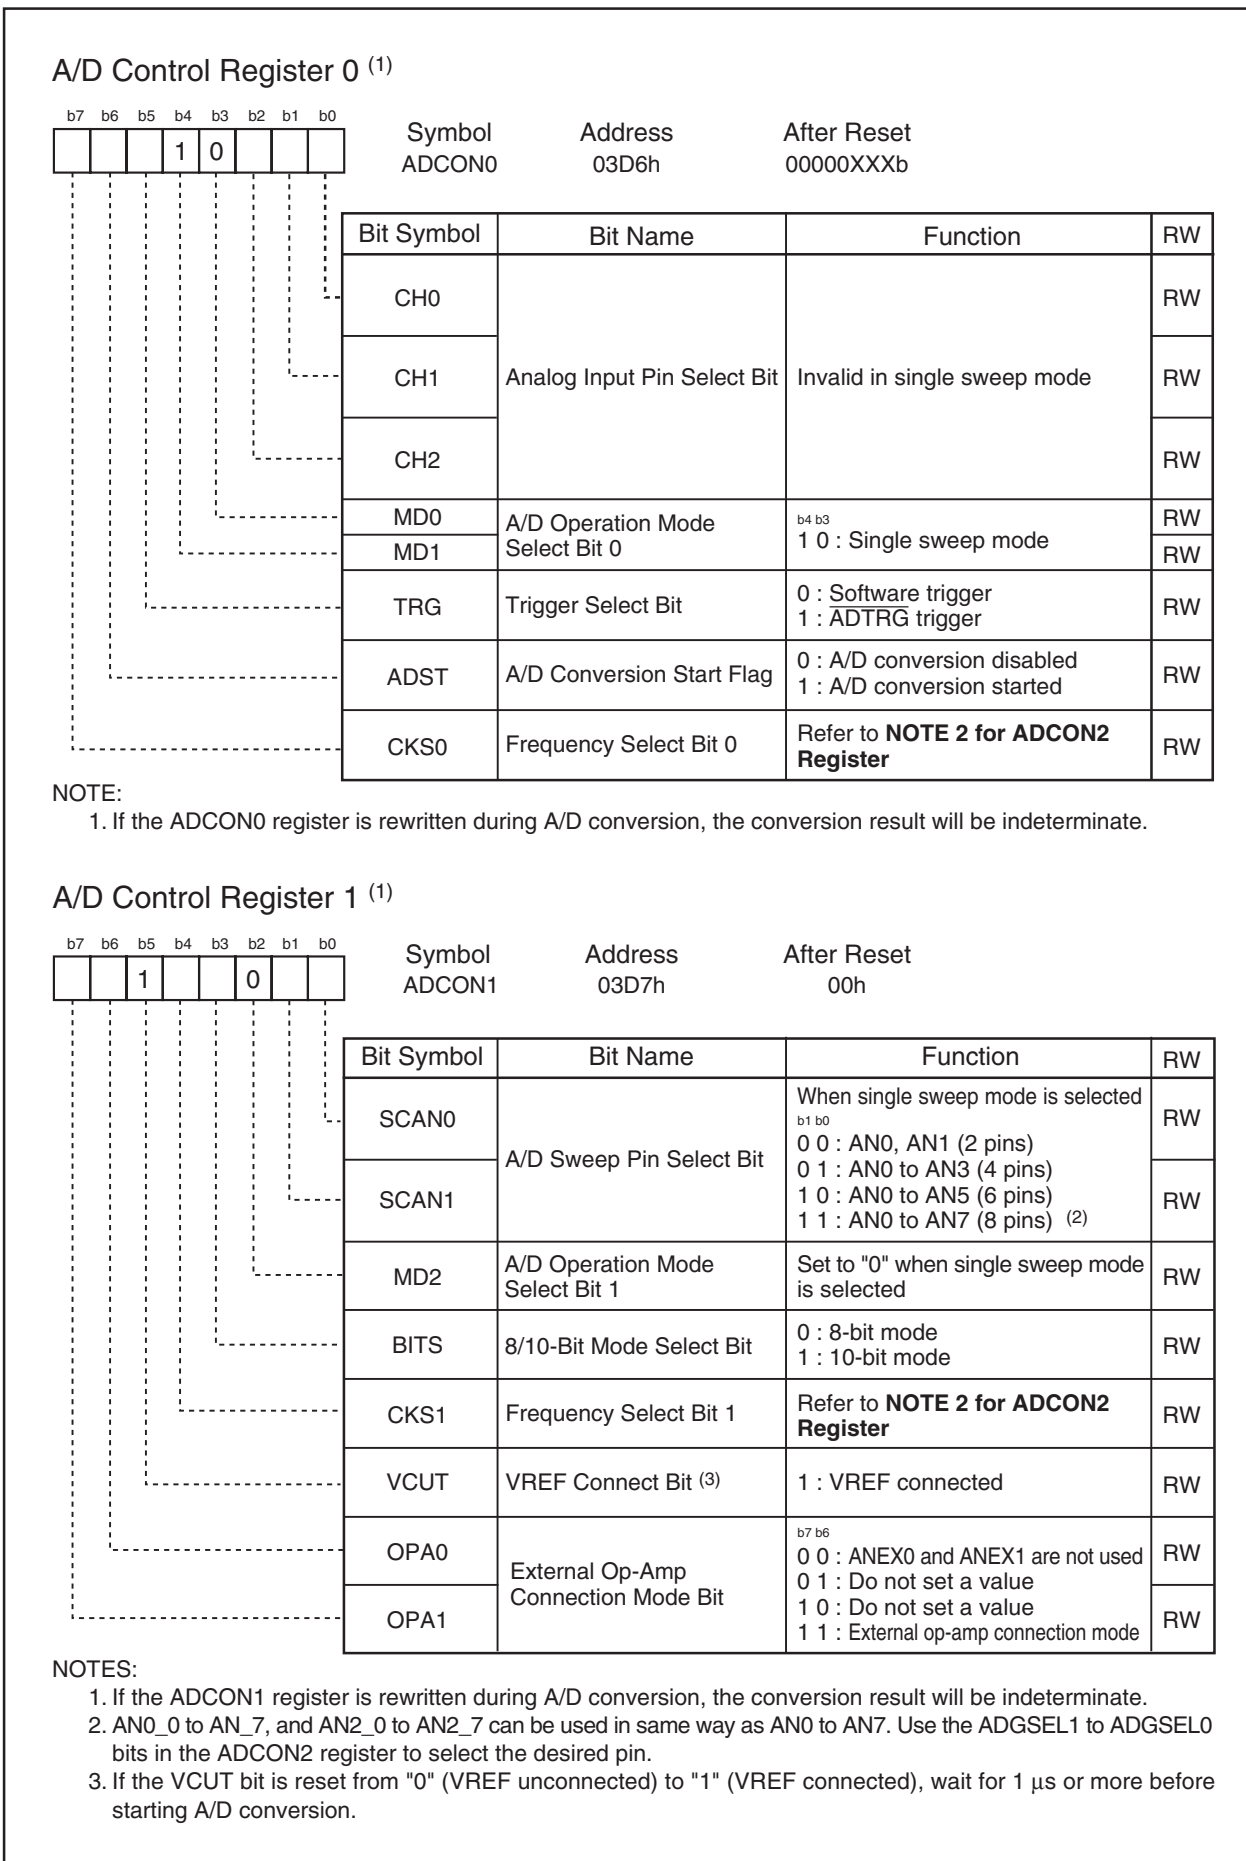 A/D Control Register 0 (1)
b7 b6 b5 b4 b3 b2 b1 b0
1 0
Symbol Address After Reset
ADCON0 03D6h 00000XXXb
Bit Symbol Bit Name Function RW
CH0 RW
CH1 Analog Input Pin Select Bit Invalid in single sweep mode RW
CH2 RW
MD0 A/D Operation Mode b4 b3 RW
MD1 Select Bit 0 1 0 : Single sweep mode RW
TRG Trigger Select Bit 0 : Software trigger RW
1 : ADTRG trigger
ADST A/D Conversion Start Flag 0 : A/D conversion disabled RW
1 : A/D conversion started
CKS0 Frequency Select Bit 0 Refer to NOTE 2 for ADCON2 RW
Register
NOTE:
1. If the ADCON0 register is rewritten during A/D conversion, the conversion result will be indeterminate.
A/D Control Register 1 (1)
b7 b6 b5 b4 b3 b2 b1 b0
1 0
Symbol Address After Reset
ADCON1 03D7h 00h
Bit Symbol Bit Name Function RW
When single sweep mode is selected
SCAN0 b1 b0 RW
0 0 : AN0, AN1 (2 pins)
A/D Sweep Pin Select Bit 0 1 : AN0 to AN3 (4 pins)
SCAN1 1 0 : AN0 to AN5 (6 pins) RW
1 1 : AN0 to AN7 (8 pins) (2)
MD2 A/D Operation Mode Set to "0" when single sweep mode RW
Select Bit 1 is selected
BITS 8/10-Bit Mode Select Bit 0 : 8-bit mode RW
1 : 10-bit mode
CKS1 Frequency Select Bit 1 Refer to NOTE 2 for ADCON2 RW
Register
VCUT VREF Connect Bit (3) 1 : VREF connected RW
b7 b6
OPA0 0 0 : ANEX0 and ANEX1 are not used RW
External Op-Amp 0 1 : Do not set a value
Connection Mode Bit 1 0 : Do not set a value
OPA1 1 1 : External op-amp connection mode RW
NOTES:
1. If the ADCON1 register is rewritten during A/D conversion, the conversion result will be indeterminate.
2. AN0_0 to AN_7, and AN2_0 to AN2_7 can be used in same way as AN0 to AN7. Use the ADGSEL1 to ADGSEL0
bits in the ADCON2 register to select the desired pin.
3. If the VCUT bit is reset from "0" (VREF unconnected) to "1" (VREF connected), wait for 1 μs or more before
starting A/D conversion.